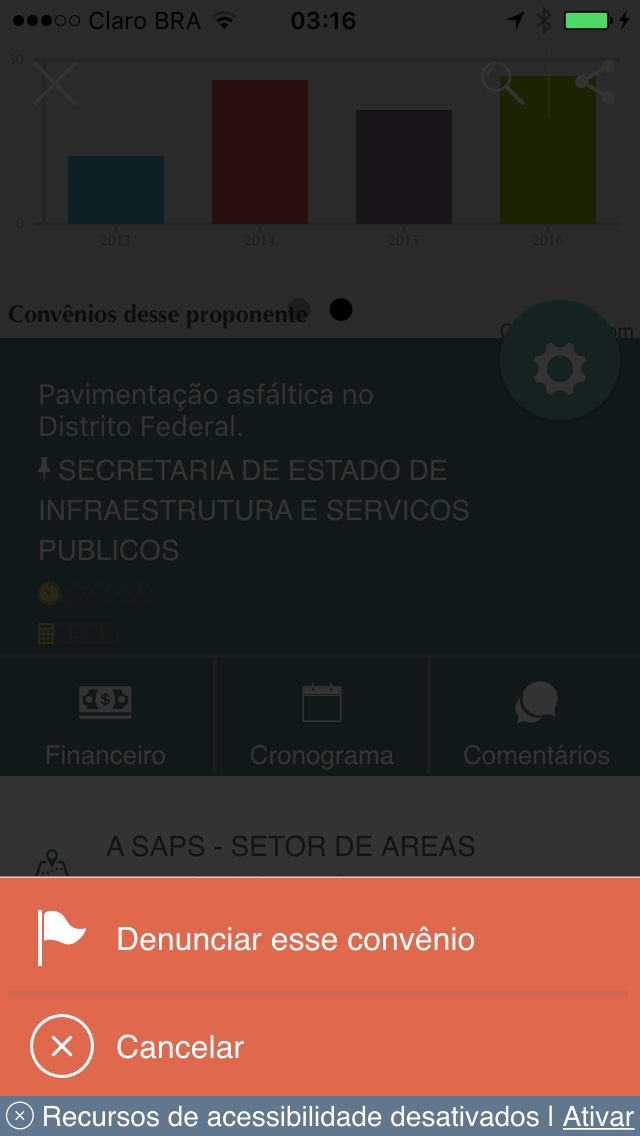 Claro BRA 03:16
50
0
2013 2014 2015 2016
Convênios desse proponente
Pavimentação asfáltica no
Distrito Federal.
SECRETARIA DE ESTADO DE
INFRAESTRUTURA E SERVICOS
PUBLICOS
Financeiro Cronograma Comentários
A SAPS - SETOR DE AREAS
Denunciar esse convênio
Cancelar
Recursos de acessibilidade desativados | Ativar